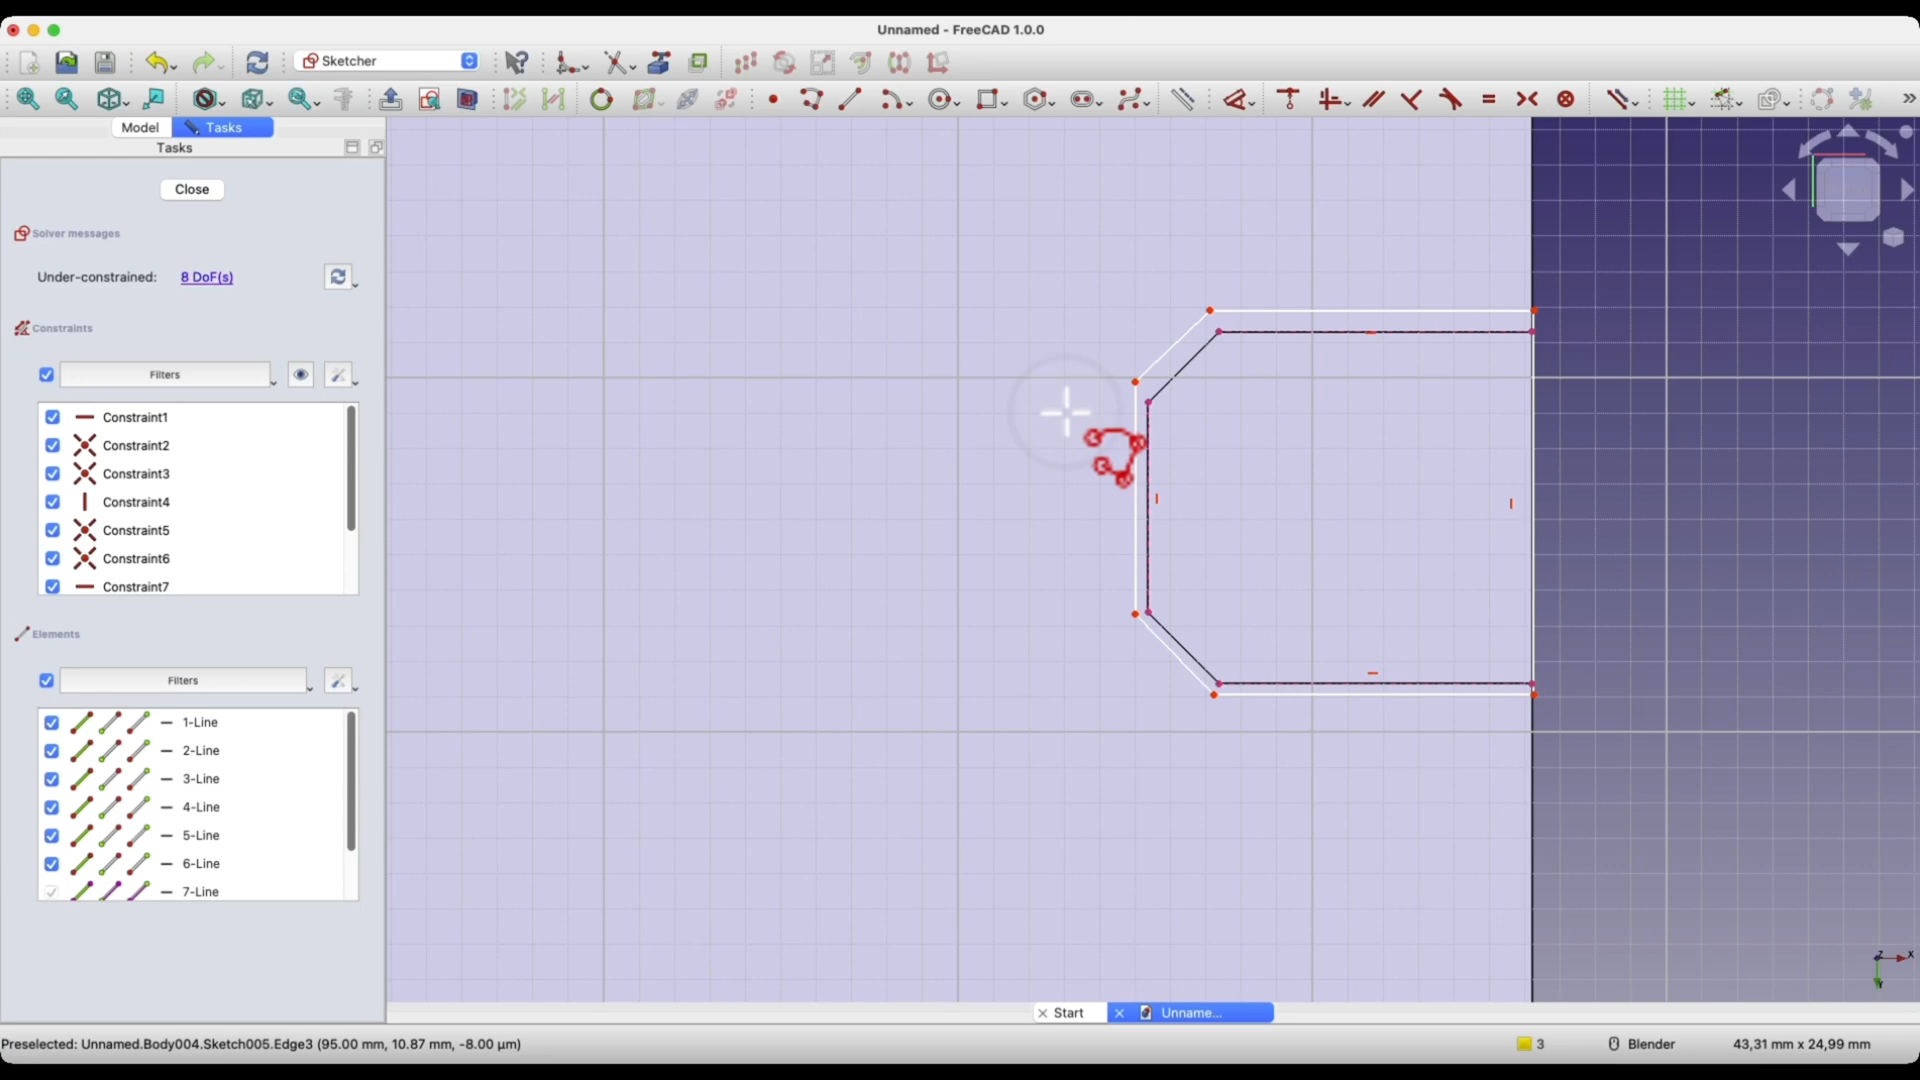 Unnamed - FreeCAD 1.0.0
Sketcher
Model
Tasks
Tasks
Close
Solver messages
Under-constrained: 8 DoF(s)
Constraints
Filters
Constraint1
Constraint2
Constraint3
Constraint4
Constraint5
Constraint6
Constraint7
Elements
Filters
1-Line
2-Line
3-Line
4-Line
5-Line
6-Line
7-Line
Z X
Y
Start
Unname...
Preselected: Unnamed.Body004.Sketch005.Edge3 (95.00 mm, 10.87 mm, -8.00 μm)
3
Blender
43,31 mm x 24,99 mm